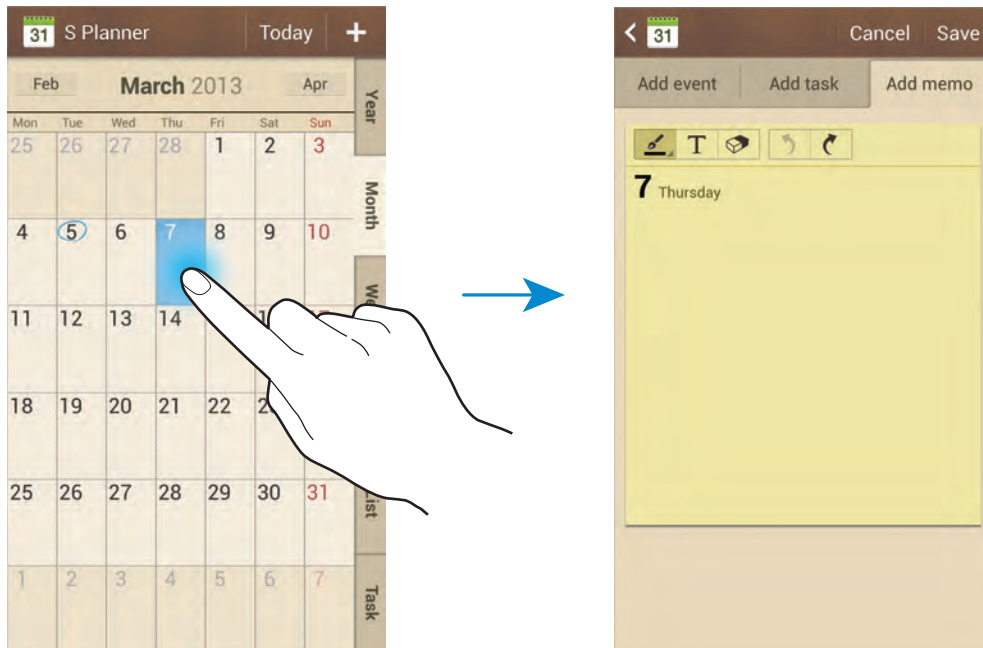 31 S Planner Today +
Feb March 2013 Apr
Mon Tue Wed Thu Fri Sat Sun
25 26 27 28 1 2 3
4 5 6 7 8 9 10
11 12 13 14
18 19 20 21 22
25 26 27 28 29 30 31
1 2 3 4 5 6 7
Year
Month
List
Task
31 Cancel Save
Add event Add task Add memo
T
7 Thursday